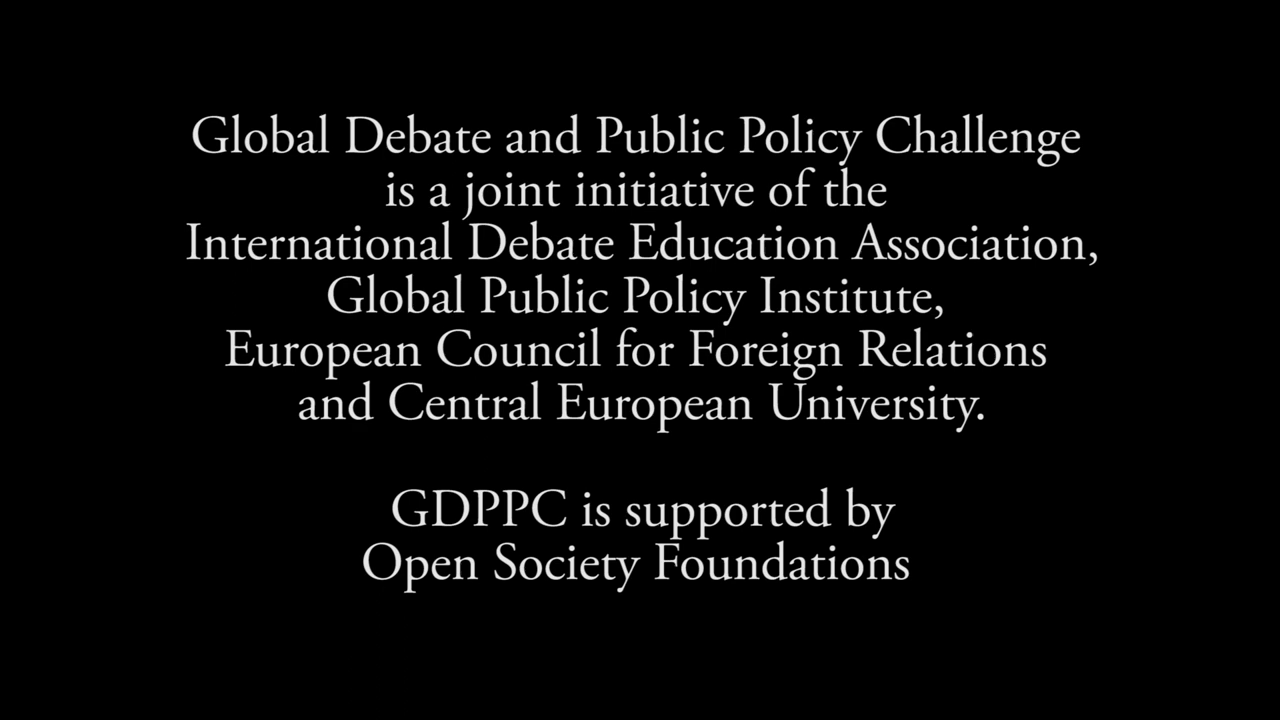 Global Debate and Public Policy Challenge
is a joint initiative of the
International Debate Education Association,
Global Public Policy Institute,
European Council for Foreign Relations
and Central European University.
GDPPC is supported by
Open Society Foundations